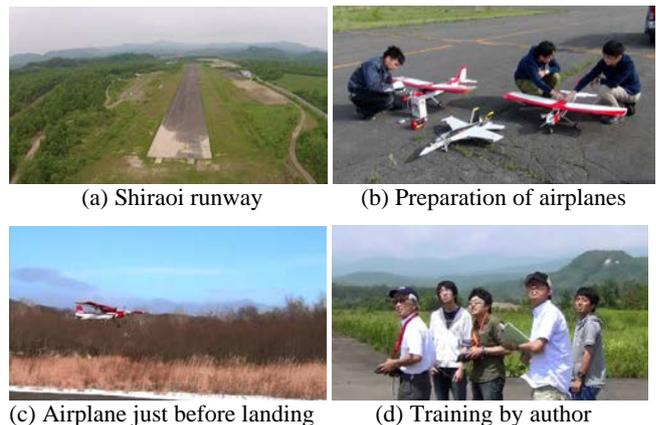 (a) Shiraoi runway
(b) Preparation of airplanes
(c) Airplane just before landing
(d) Training by author